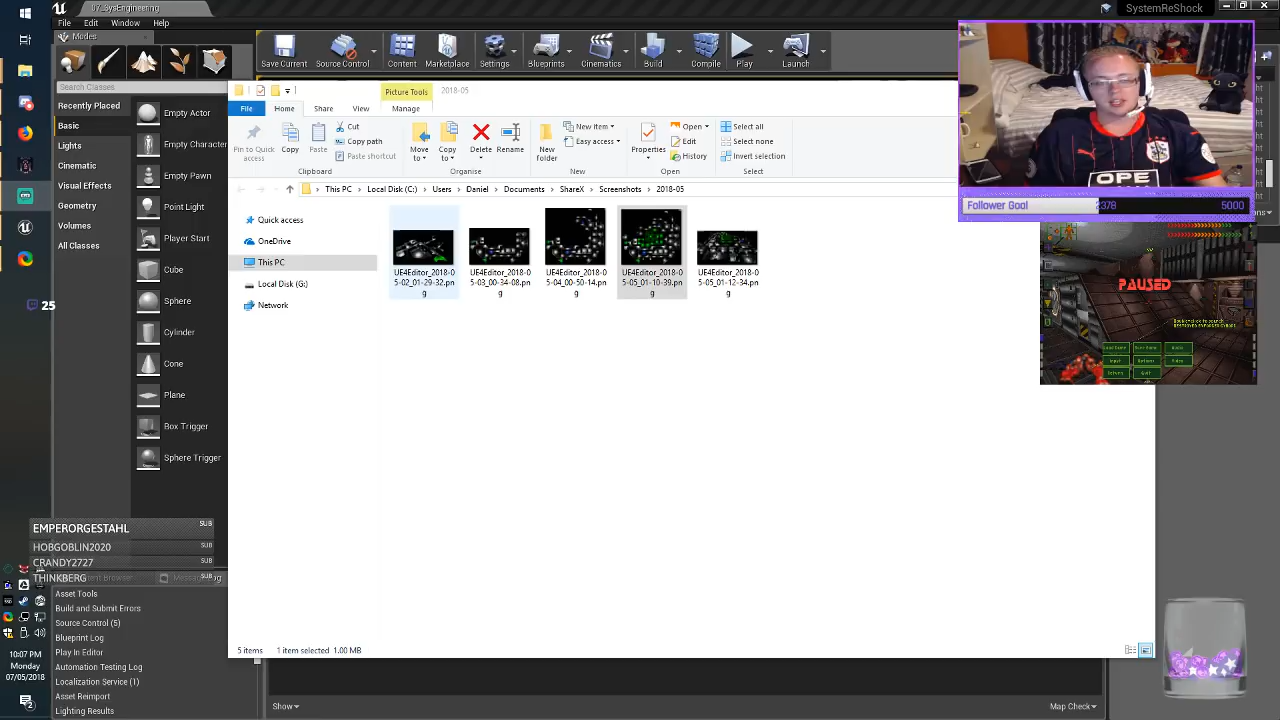 07_SysEngineering
SystemReShock
File
Edit
Window
Help
Modes
Save Current
Source Control
Content
Marketplace
Settings
Blueprints
Cinematics
Build
Compile
Play
Launch
Search Classes
Recently Placed
Basic
Lights
Cinematic
Visual Effects
Geometry
Volumes
All Classes
Empty Actor
Empty Character
Empty Pawn
Point Light
Player Start
Cube
Sphere
Cylinder
Cone
Plane
Box Trigger
Sphere Trigger
Picture Tools
2018-05
File
Home
Share
View
Manage
Pin to Quick access
Copy
Paste
Cut
Copy path
Paste shortcut
Clipboard
Move to
Copy to
Delete
Rename
Organise
New folder
New item
Easy access
New
Properties
Open
Edit
History
Open
Select all
Select none
Invert selection
Select
This PC > Local Disk (C:) > Users > Daniel > Documents > ShareX > Screenshots > 2018-05
Quick access
OneDrive
This PC
Local Disk (G:)
Network
UE4Editor_2018-05-02_01-29-32.png
UE4Editor_2018-05-03_00-34-08.png
UE4Editor_2018-05-04_00-50-14.png
UE4Editor_2018-05-05_01-10-39.png
UE4Editor_2018-05-05_01-12-34.png
5 items
1 item selected 1.00 MB
OPE
Follower Goal
2378
5000
PAUSED
25
EMPERORGESTAHL SUB
HOBGOBLIN2020 SUB
CRANDY2727 SUB
THINKBERG SUB
Asset Tools
Build and Submit Errors
Source Control (5)
Blueprint Log
Play In Editor
Automation Testing Log
Localization Service (1)
Asset Reimport
Lighting Results
10:07 PM
Monday
07/05/2018
Show
Map Check